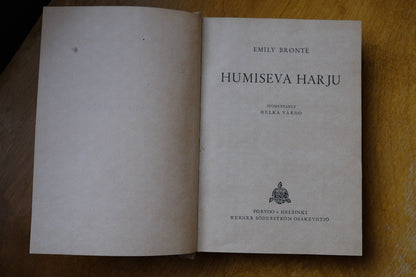 EMILY BRONTË
HUMISEVA HARJU
SUOMENTANUT
HELKA VARHO
PORVOO • HELSINKI
WERNER SÖDERSTRÖM OSAKEYHTIÖ